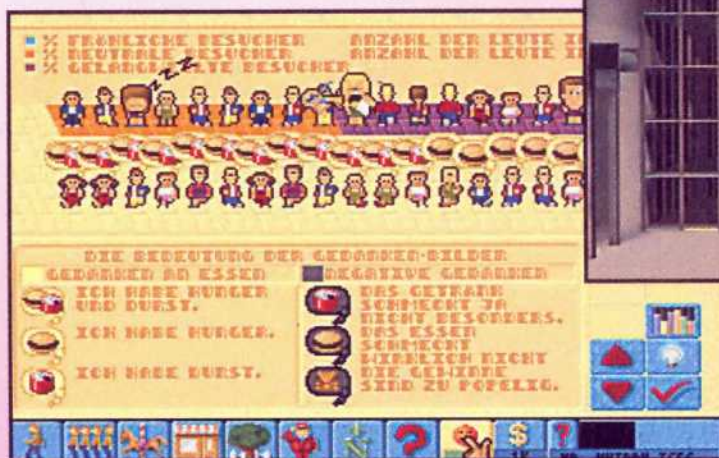 % FRÖHLICHE BESUCHER ANZAHL DER LEUTE I
% NEUTRALE BESUCHER ANZAHL DER LEUTE I
% GELANGWEILTE BESUCHER
ZZZ
DIE BEDEUTUNG DER GEDANKEN-BILDER
GEDANKEN AN ESSEN NEGATIVE GEDANKEN
ICH HABE HUNGER
UND DURST.
ICH HABE HUNGER.
ICH HABE DURST.
DAS GETRÄNK
SCHMECKT JA
NICHT BESONDERS.
DAS ESSEN
SCHMECKT
WIRKLICH NICHT
DIE GEWINNE
SIND ZU POPELIG.
? $ ?